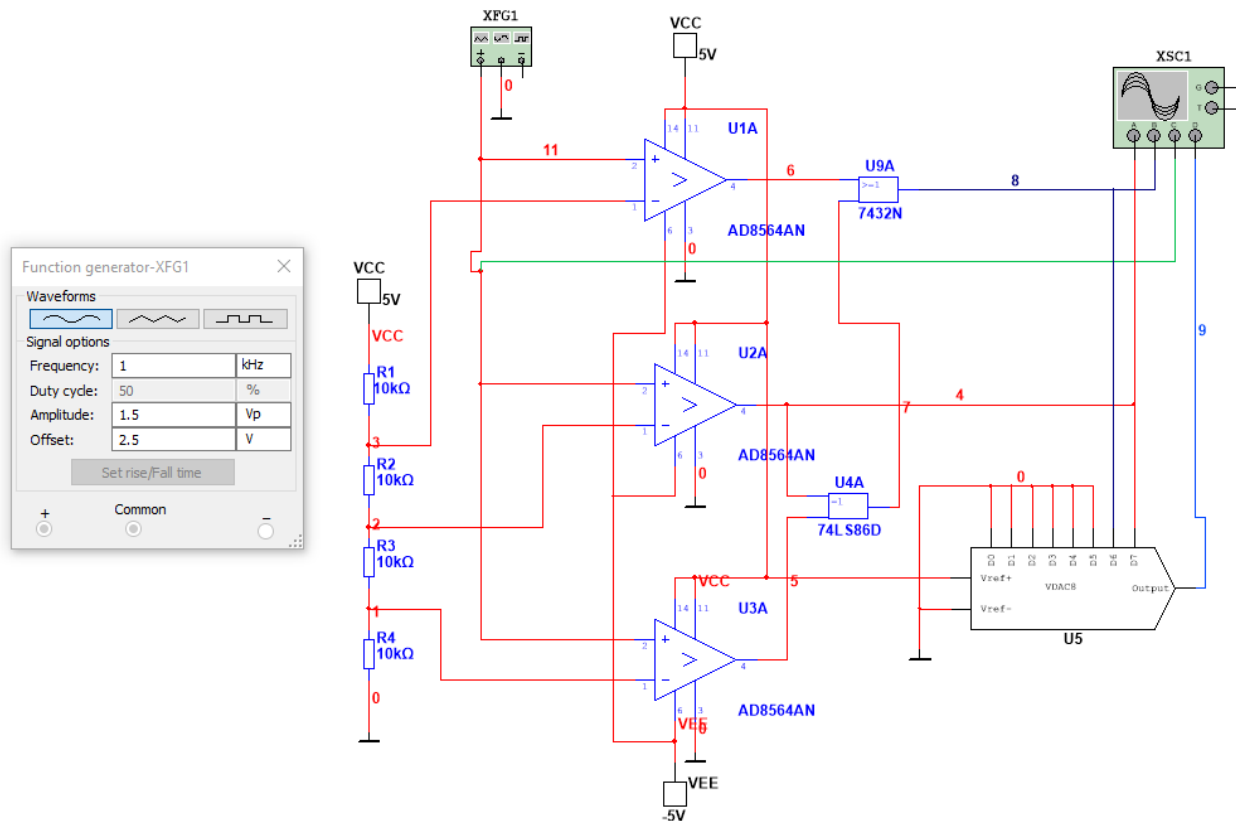 XFG1
VCC
5V
XSC1
G
T
A
B
C
D
+
−
0
14
11
U1A
11
+
2
>
4
6
U9A
>=1
8
7432N
−
1
6
3
AD8564AN
0
Function generator-XFG1
Waveforms
Signal options
Frequency:
1
kHz
Duty cycle:
50
%
Amplitude:
1.5
Vp
Offset:
2.5
V
Set rise/Fall time
+
Common
−
VCC
5V
VCC
R1
10kΩ
3
R2
10kΩ
2
R3
10kΩ
1
R4
10kΩ
0
14
11
U2A
+
2
>
4
4
7
9
−
1
6
3
AD8564AN
0
U4A
=1
74LS86D
0
D0
D1
D2
D3
D4
D5
D6
D7
Vref+
VDAC8
Output
Vref-
U5
VCC
5
14
11
U3A
+
2
>
4
−
1
6
3
AD8564AN
VEE
0
VEE
-5V